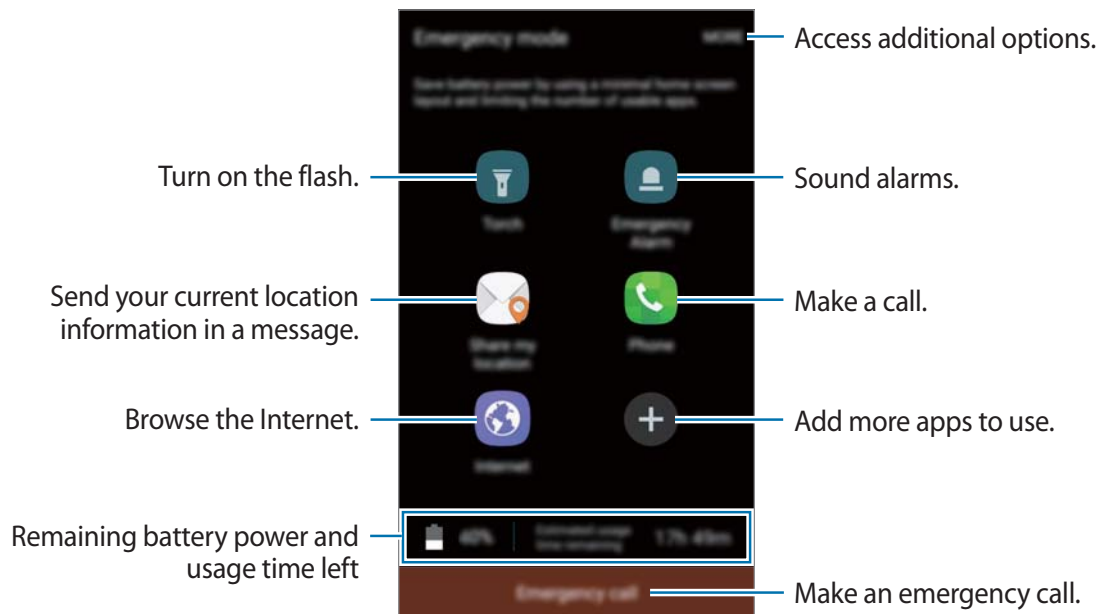 Emergency mode
MORE
Access additional options.
Save battery power by using a minimal home screen
layout and limiting the number of usable apps.
Turn on the flash.
Sound alarms.
Torch
Emergency
Alarm
Send your current location
information in a message.
Make a call.
Share my
location
Phone
Browse the Internet.
Add more apps to use.
Internet
Remaining battery power and
usage time left
60%
Estimated usage
time remaining
17h 49m
Emergency call
Make an emergency call.